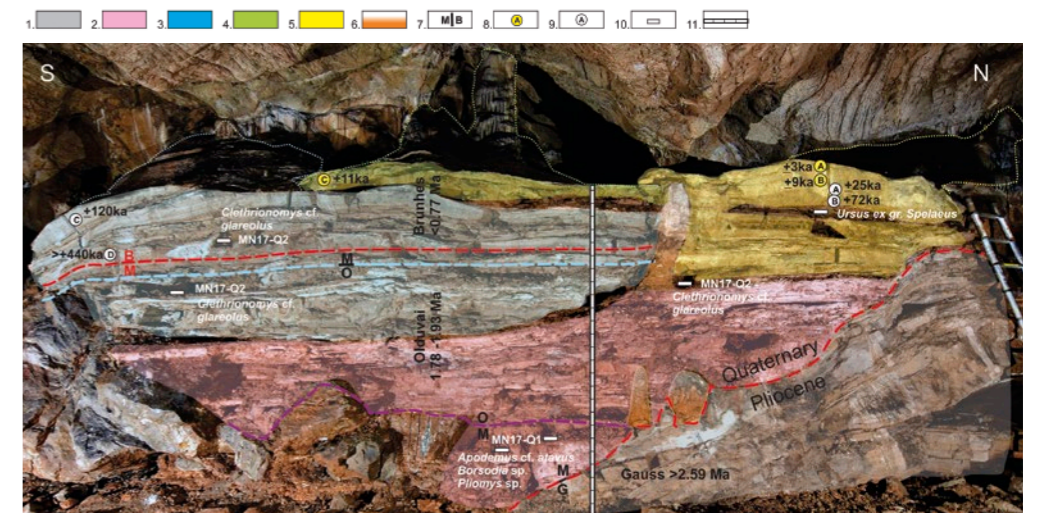 1. 2. 3. 4. 5. 6. 7. M|B 8. A 9. A 10. 11.
S
N
+3ka A
C +11ka
+9ka B
A +25ka
B +72ka
Ursus ex gr. Spelaeus
Brunhes
<0.77 Ma
C +120ka
Clethrionomys cf.
glareolus
MN17-Q2
>+440ka D
B
M
M
O
MN17-Q2
Clethrionomys cf.
glareolus
MN17-Q2
Clethrionomys cf.
glareolus
Olduvai
1.78 -1.93 Ma
Quaternary
Pliocene
O
M
MN17-Q1
Apodemus cf. atavus
Borsodia sp.
Pliomys sp.
M
G
Gauss >2.59 Ma